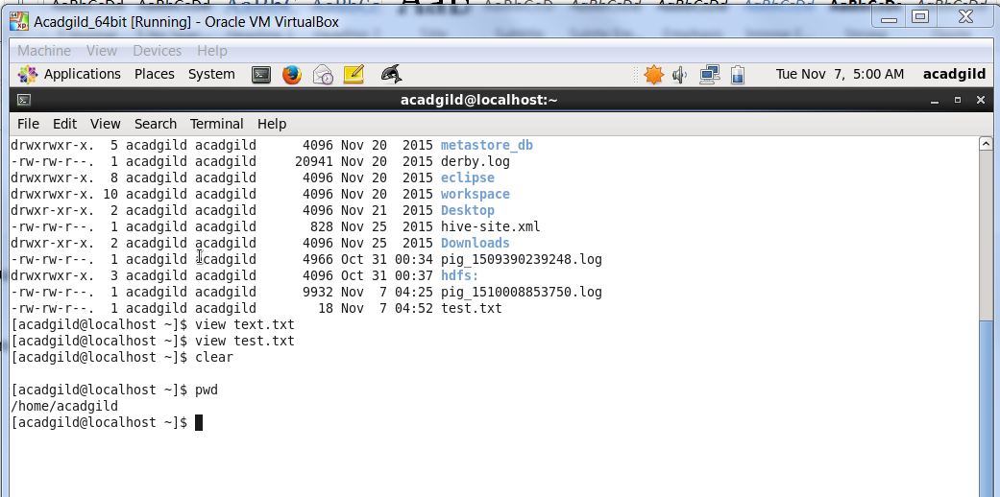 Acadgild_64bit [Running] - Oracle VM VirtualBox
Machine View Devices Help
Applications Places System Tue Nov 7, 5:00 AM acadgild
acadgild@localhost:~
File Edit View Search Terminal Help
drwxrwxr-x. 5 acadgild acadgild 4096 Nov 20 2015 metastore_db
-rw-rw-r--. 1 acadgild acadgild 20941 Nov 20 2015 derby.log
drwxrwxr-x. 8 acadgild acadgild 4096 Nov 20 2015 eclipse
drwxrwxr-x. 10 acadgild acadgild 4096 Nov 20 2015 workspace
drwxr-xr-x. 2 acadgild acadgild 4096 Nov 21 2015 Desktop
-rw-rw-r--. 1 acadgild acadgild 828 Nov 25 2015 hive-site.xml
drwxr-xr-x. 2 acadgild acadgild 4096 Nov 25 2015 Downloads
-rw-rw-r--. 1 acadgild acadgild 4966 Oct 31 00:34 pig_1509390239248.log
drwxrwxr-x. 3 acadgild acadgild 4096 Oct 31 00:37 hdfs:
-rw-rw-r--. 1 acadgild acadgild 9932 Nov 7 04:25 pig_1510008853750.log
-rw-rw-r--. 1 acadgild acadgild 18 Nov 7 04:52 test.txt
[acadgild@localhost ~]$ view text.txt
[acadgild@localhost ~]$ view test.txt
[acadgild@localhost ~]$ clear
[acadgild@localhost ~]$ pwd
/home/acadgild
[acadgild@localhost ~]$